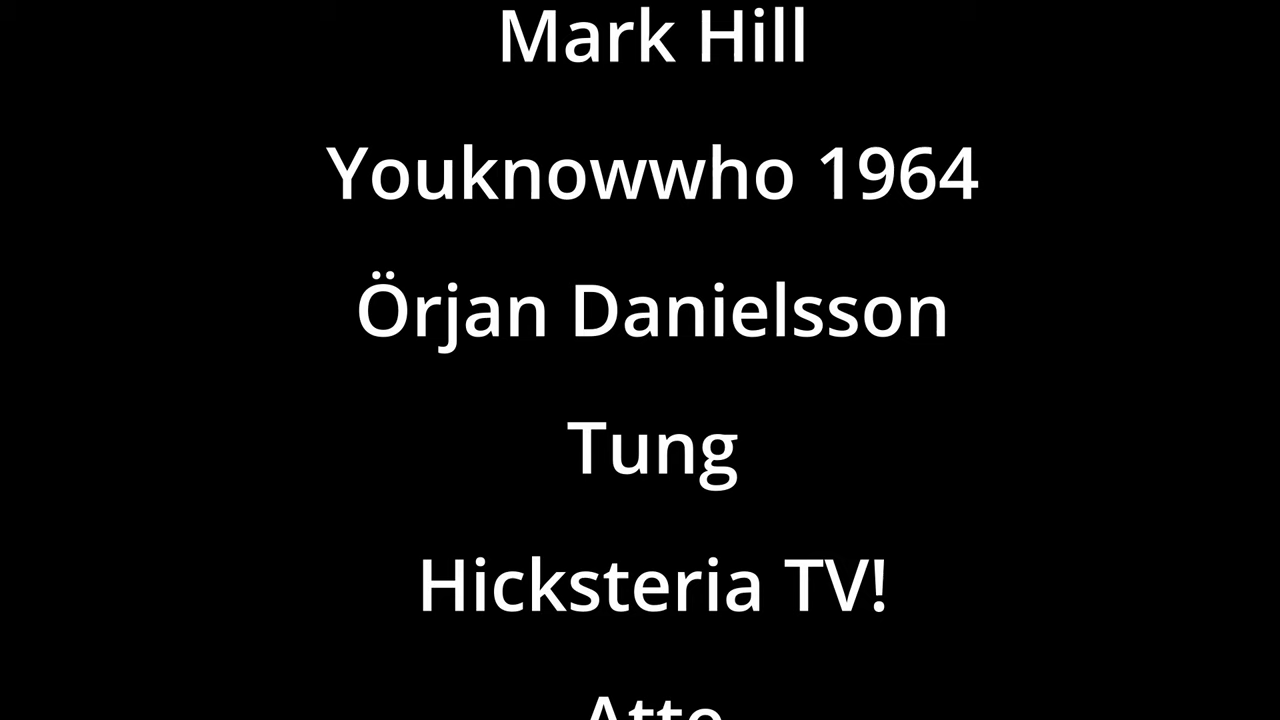 Mark Hill
Youknowwho 1964
Örjan Danielsson
Tung
Hicksteria TV!